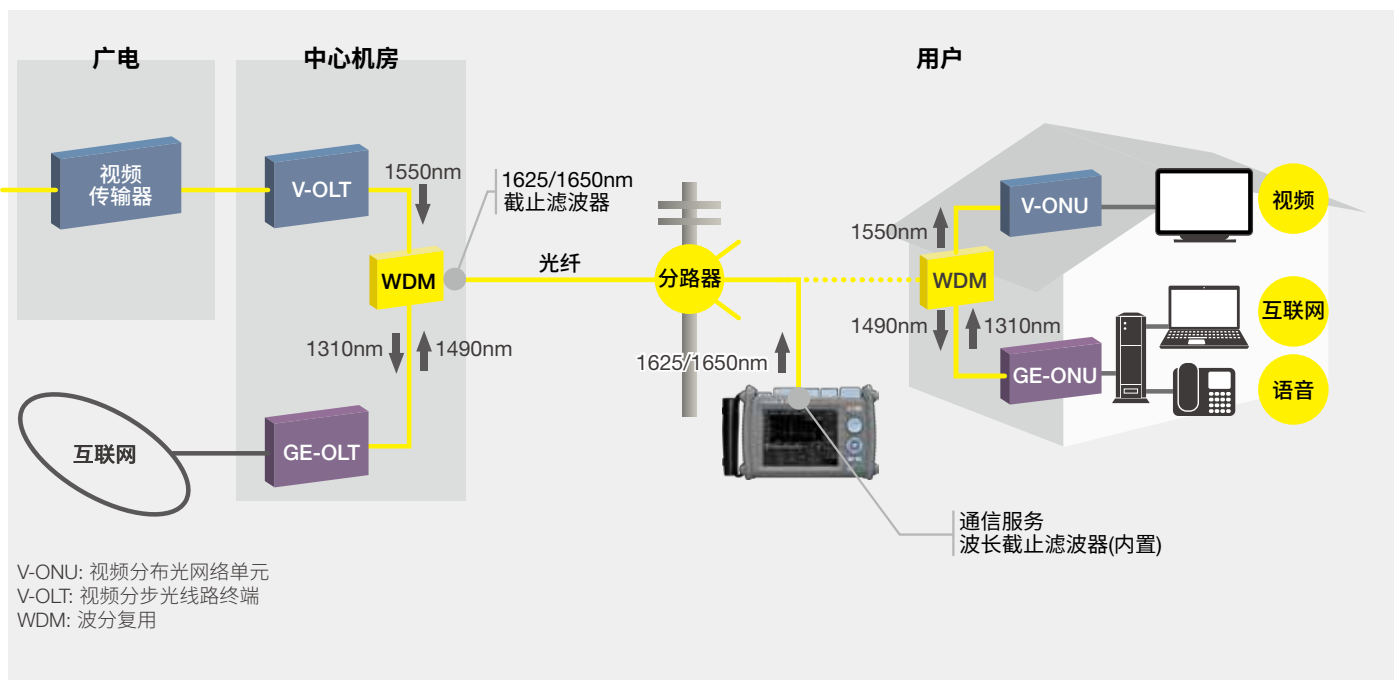 广电
中心机房
用户
视频
传输器
V-OLT
1550nm
1625/1650nm
截止滤波器
V-ONU
视频
1550nm
WDM
光纤
分路器
WDM
互联网
1310nm
1490nm
1625/1650nm
1490nm
1310nm
GE-ONU
语音
互联网
GE-OLT
通信服务
波长截止滤波器(内置)
V-ONU: 视频分布光网络单元
V-OLT: 视频分步光线路终端
WDM: 波分复用